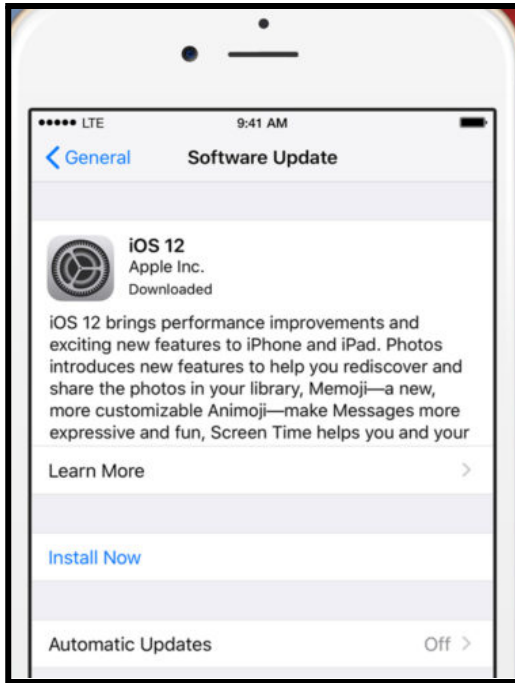 ●●●●● LTE 9:41 AM
General Software Update
iOS 12
Apple Inc.
Downloaded
iOS 12 brings performance improvements and
exciting new features to iPhone and iPad. Photos
introduces new features to help you rediscover and
share the photos in your library, Memoji—a new,
more customizable Animoji—make Messages more
expressive and fun, Screen Time helps you and your
Learn More
Install Now
Automatic Updates Off